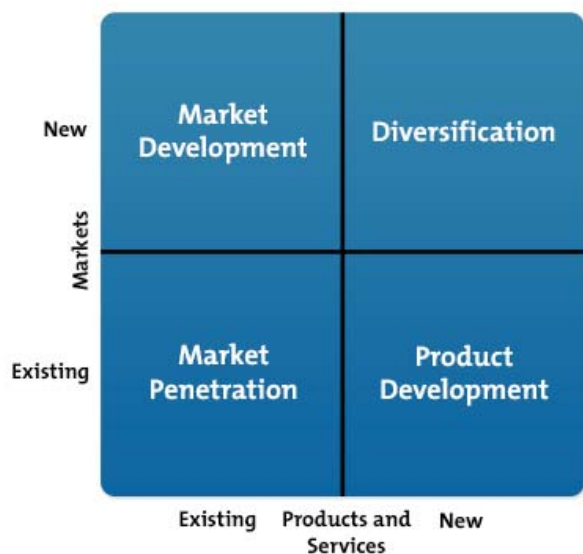 New
Market
Development
Diversification
Markets
Existing
Market
Penetration
Product
Development
Existing
Products and
Services
New